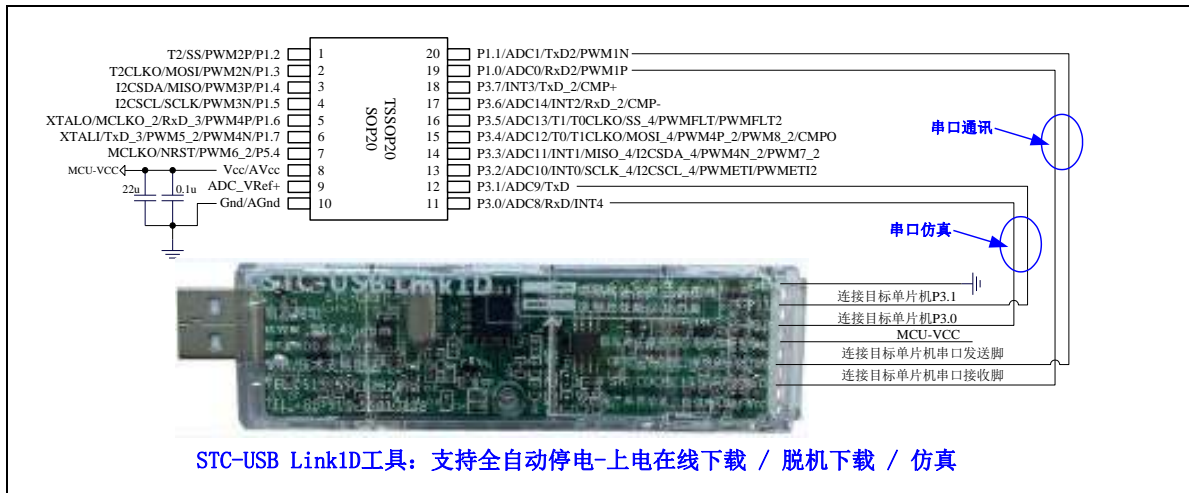 T2/SS/PWM2P/P1.2
T2CLKO/MOSI/PWM2N/P1.3
I2CSDA/MISO/PWM3P/P1.4
I2CSCL/SCLK/PWM3N/P1.5
XTALO/MCLKO_2/RxD_3/PWM4P/P1.6
XTALI/TxD_3/PWM5_2/PWM4N/P1.7
MCLKO/NRST/PWM6_2/P5.4
MCU-VCC
Vcc/AVcc
ADC_VRef+
Gnd/AGnd
22u
0.1u
1
2
3
4
5
6
7
8
9
10
TSSOP20
SOP20
20
19
18
17
16
15
14
13
12
11
P1.1/ADC1/TxD2/PWM1N
P1.0/ADC0/RxD2/PWM1P
P3.7/INT3/TxD_2/CMP+
P3.6/ADC14/INT2/RxD_2/CMP-
P3.5/ADC13/T1/T0CLKO/SS_4/PWMFLT/PWMFLT2
P3.4/ADC12/T0/T1CLKO/MOSI_4/PWM4P_2/PWM8_2/CMPO
P3.3/ADC11/INT1/MISO_4/I2CSDA_4/PWM4N_2/PWM7_2
P3.2/ADC10/INT0/SCLK_4/I2CSCL_4/PWMETI/PWMETI2
P3.1/ADC9/TxD
P3.0/ADC8/RxD/INT4
串口通讯
串口仿真
STC-USB Link1D
连接目标单片机P3.1
连接目标单片机P3.0
MCU-VCC
连接目标单片机串口发送脚
连接目标单片机串口接收脚
STC-USB Link1D工具：支持全自动停电-上电在线下载 / 脱机下载 / 仿真